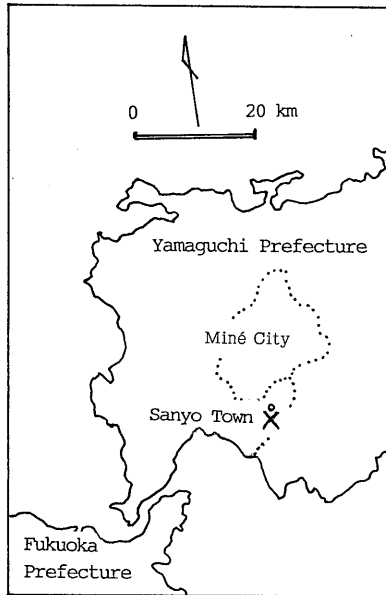 0 20 km
Yamaguchi Prefecture
Miné City
Sanyo Town
Fukuoka
Prefecture